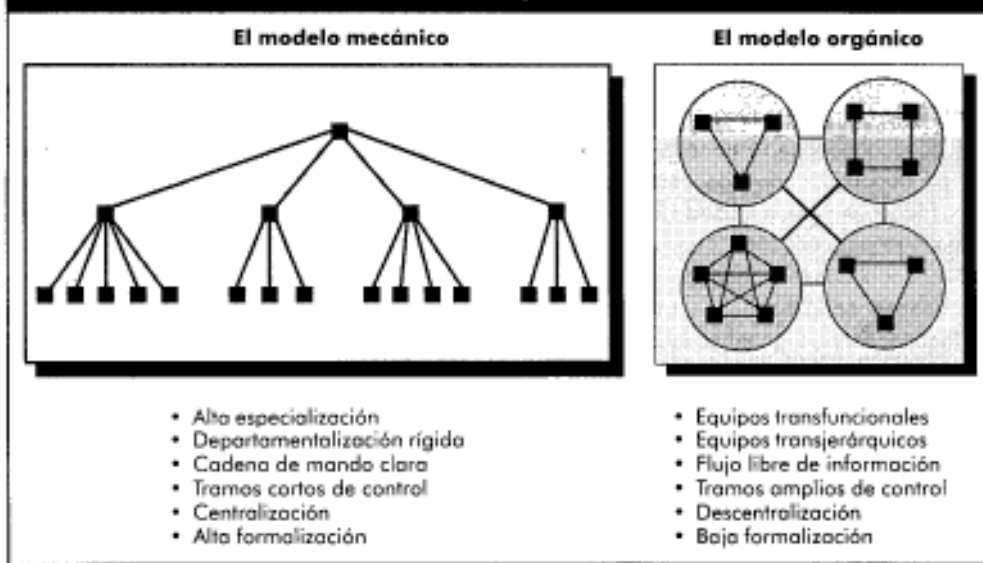 El modelo mecánico
El modelo orgánico
• Alta especialización
• Departamentalización rígida
• Cadena de mando clara
• Tramos cortos de control
• Centralización
• Alta formalización
• Equipos transfuncionales
• Equipos transjerárquicos
• Flujo libre de información
• Tramos amplios de control
• Descentralización
• Baja formalización